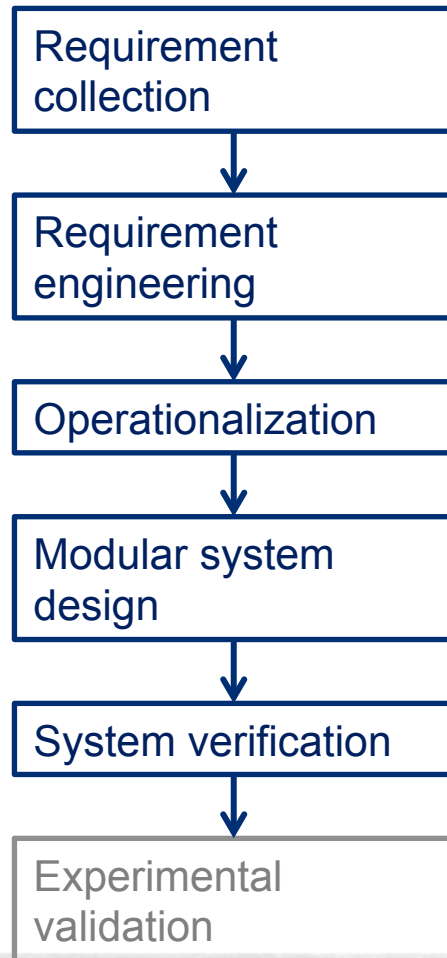 Requirement
collection
Requirement
engineering
Operationalization
Modular system
design
System verification
Experimental
validation